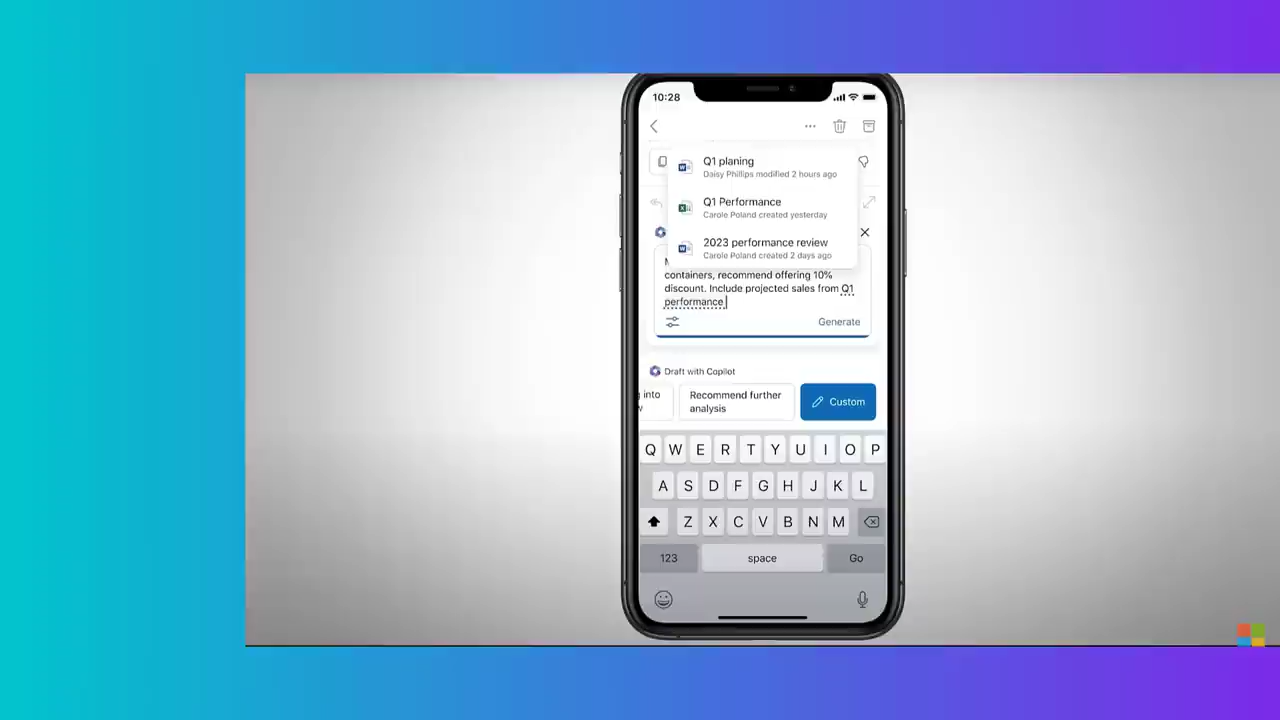 10:28
Q1 planing
Daisy Phillips modified 2 hours ago
Q1 Performance
Carole Poland created yesterday
2023 performance review
Carole Poland created 2 days ago
containers, recommend offering 10%
discount. Include projected sales from Q1
performance
Generate
Draft with Copilot
into
Recommend further
analysis
Custom
Q W E R T Y U I O P
A S D F G H J K L
Z X C V B N M
123 space Go